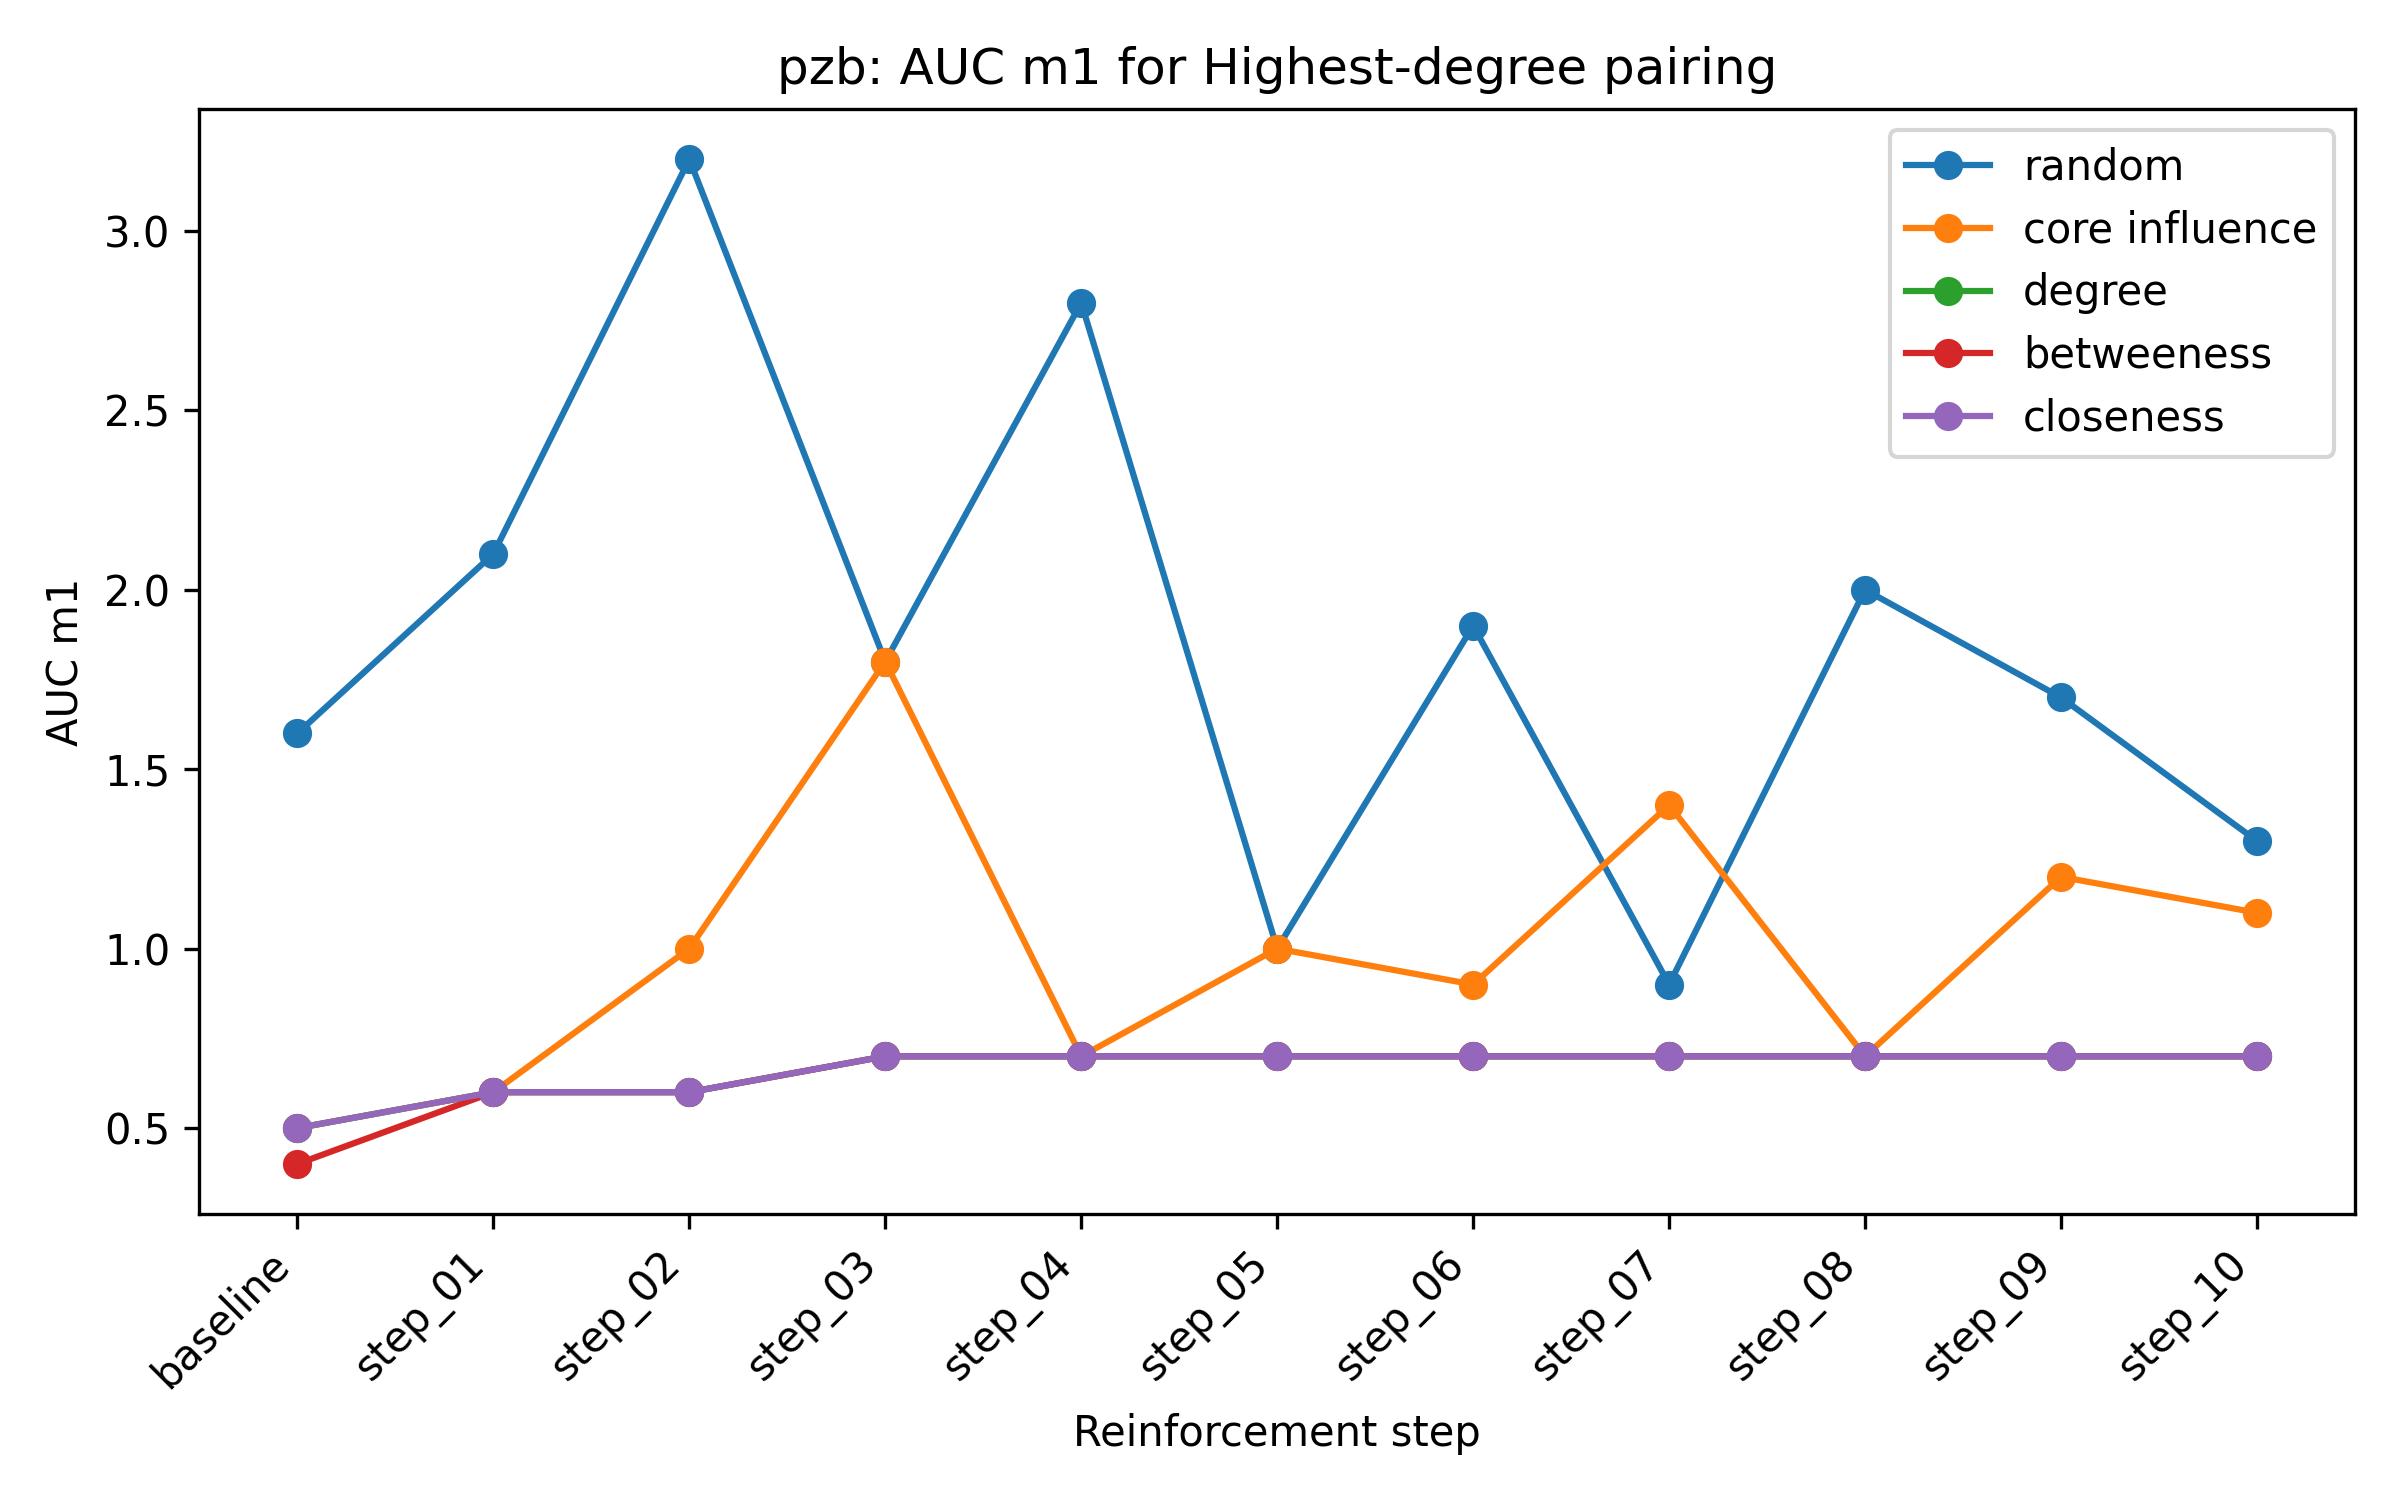 pzb: AUC m1 for Highest-degree pairing
random
core influence
degree
betweeness
closeness
AUC m1
3.0
2.5
2.0
1.5
1.0
0.5
baseline
step_01
step_02
step_03
step_04
step_05
step_06
step_07
step_08
step_09
step_10
Reinforcement step